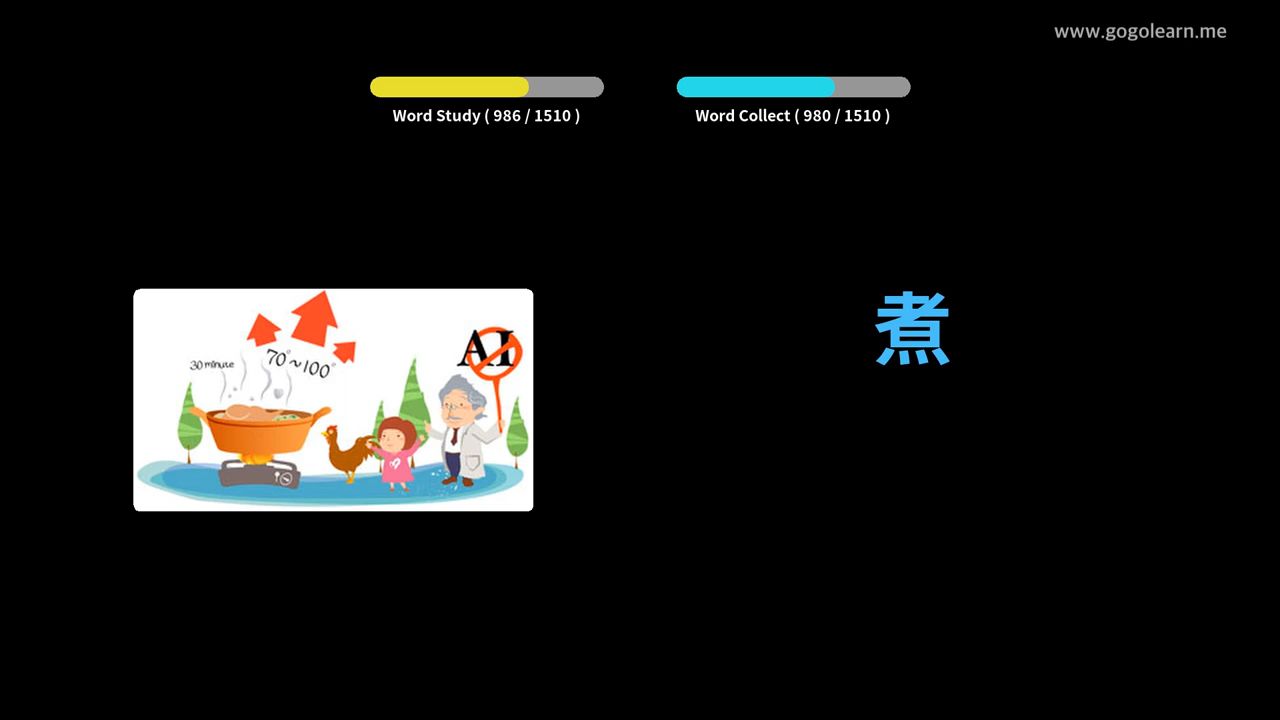 www.gogolearn.me
Word Study ( 986 / 1510 )
Word Collect ( 980 / 1510 )
30 minute
70°~100°
AI
煮